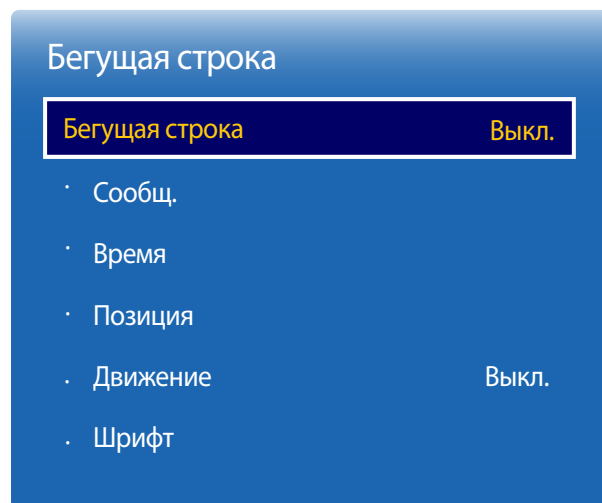 Бегущая строка
Бегущая строка Выкл.
· Сообщ.
· Время
· Позиция
· Движение Выкл.
· Шрифт